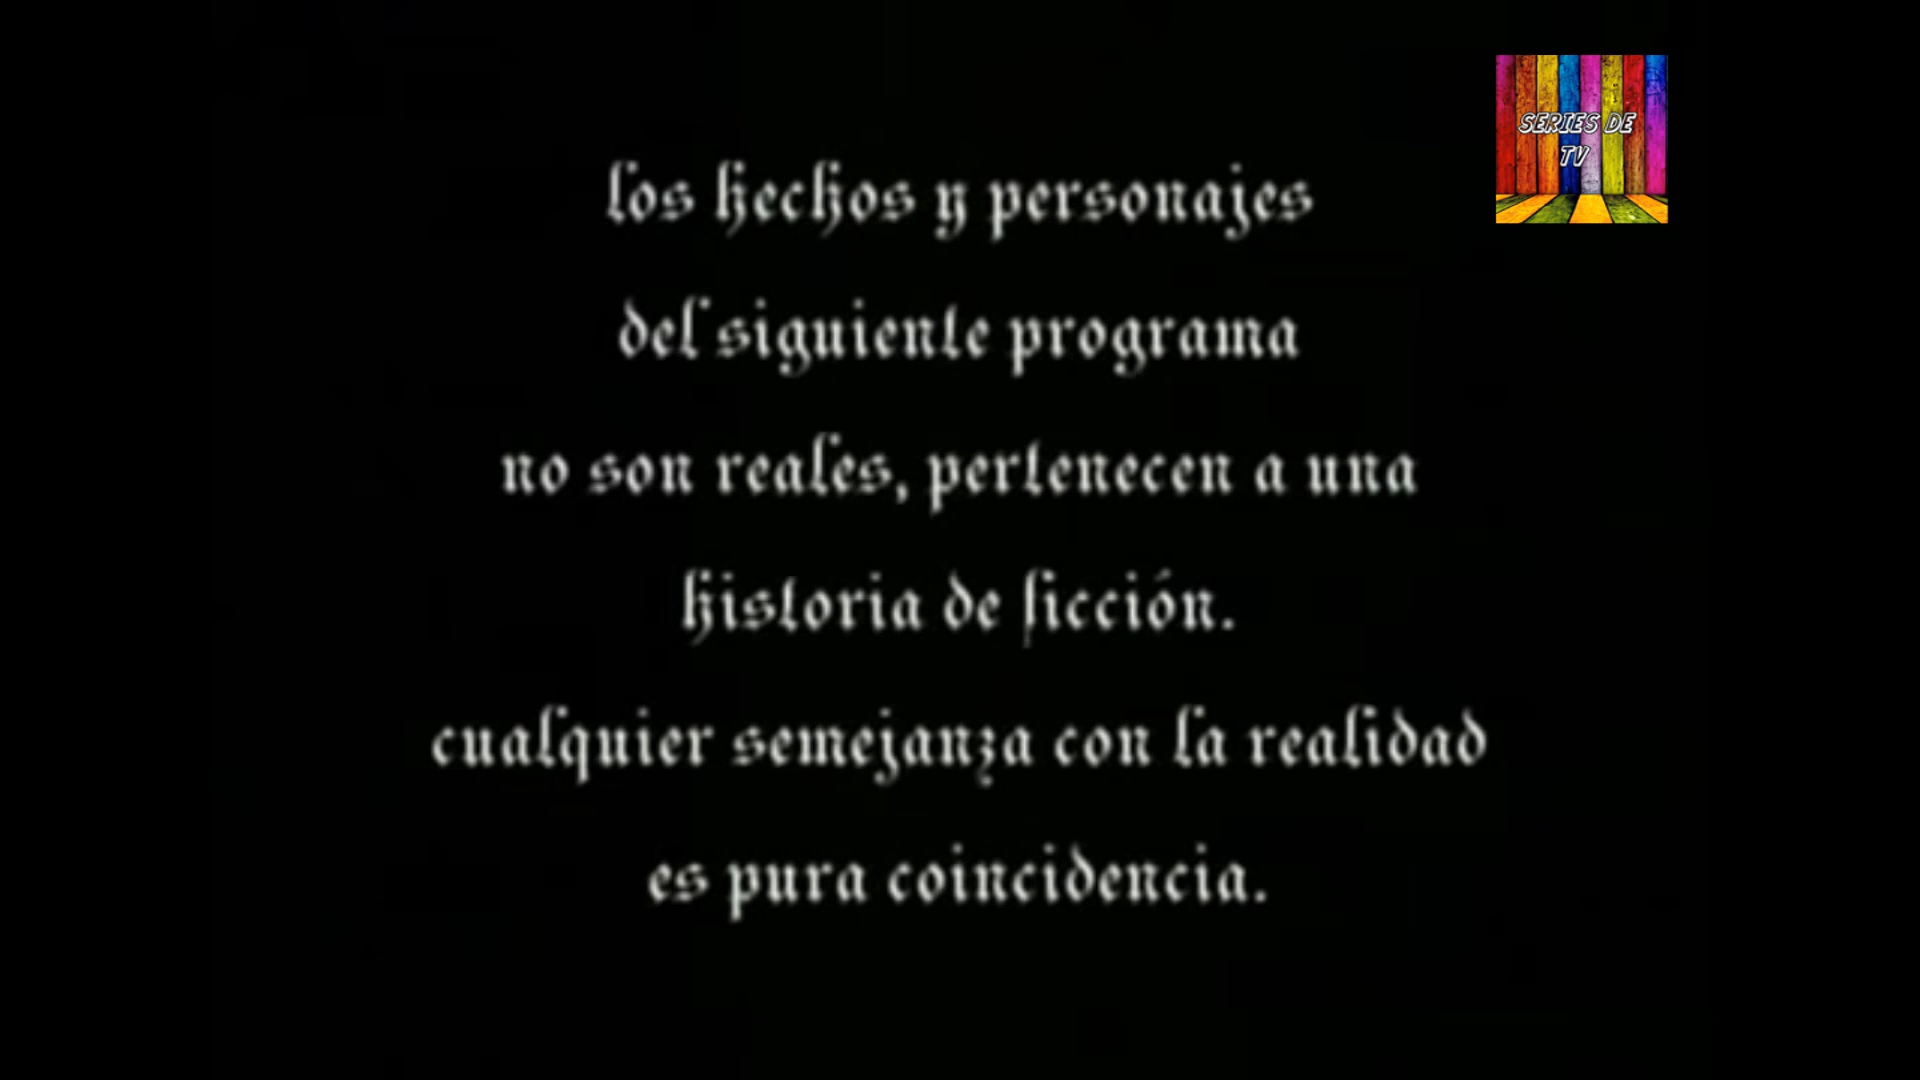 los hechos y personajes
del siguiente programa
no son reales, pertenecen a una
historia de ficción.
cualquier semejanza con la realidad
es pura coincidencia.
SERIES DE
TV